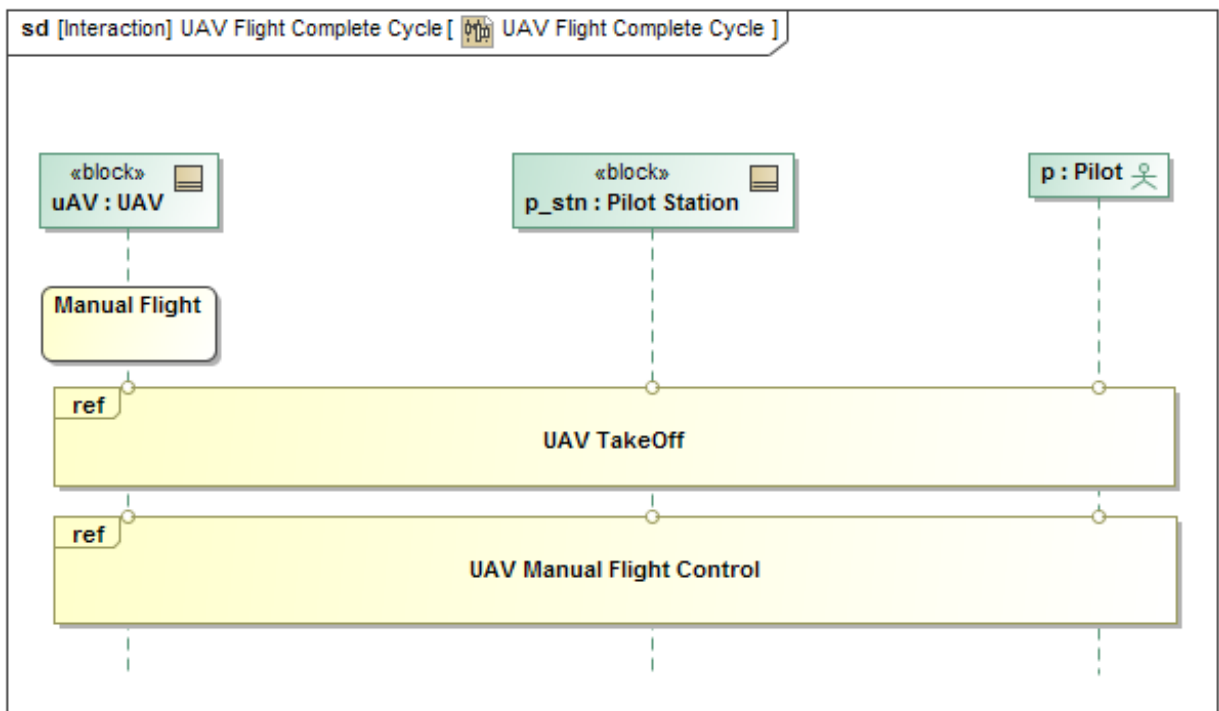 sd [Interaction] UAV Flight Complete Cycle [ UAV Flight Complete Cycle ]
«block»
uAV : UAV
«block»
p_stn : Pilot Station
p : Pilot
Manual Flight
ref
UAV TakeOff
ref
UAV Manual Flight Control